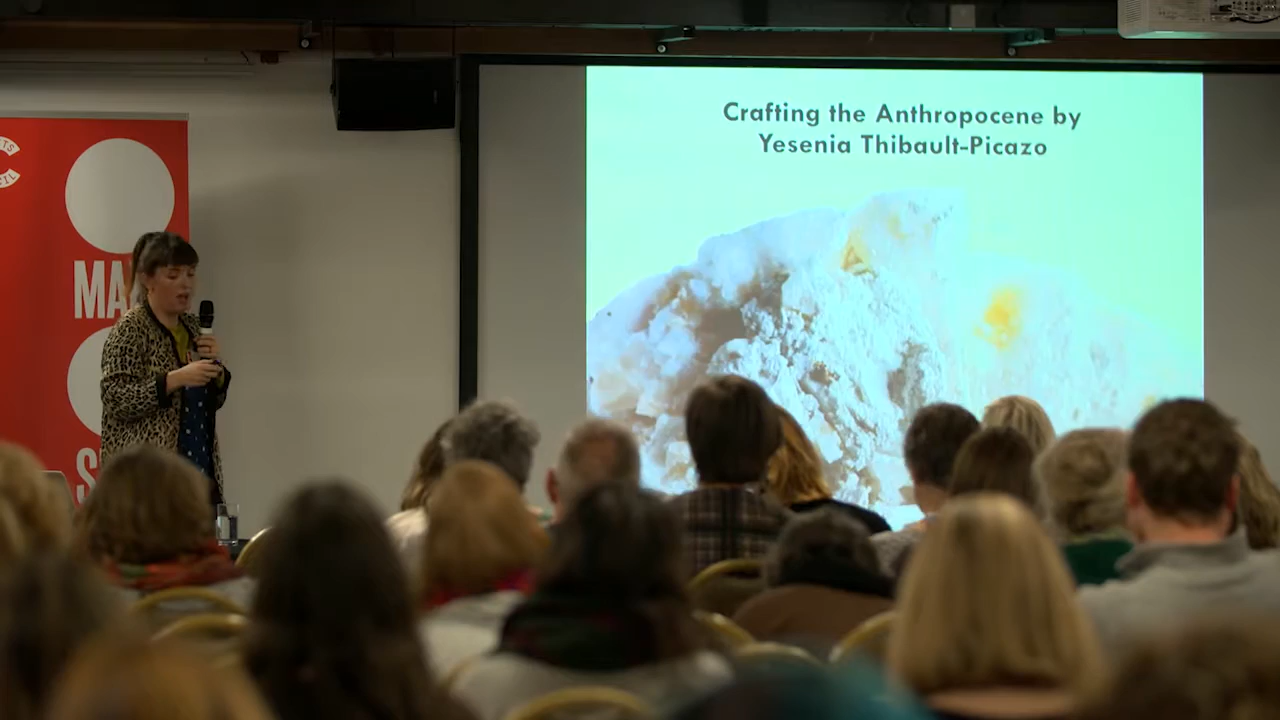 Crafting the Anthropocene by
Yesenia Thibault-Picazo
MA
S